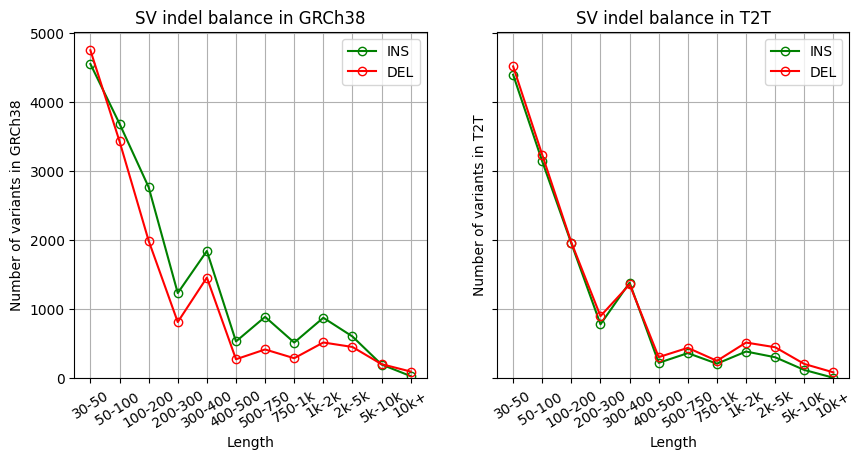 SV indel balance in GRCh38
Number of variants in GRCh38
5000
4000
3000
2000
1000
0
INS
DEL
30-50
50-100
100-200
200-300
300-400
400-500
500-750
750-1k
1k-2k
2k-5k
5k-10k
10k+
Length
SV indel balance in T2T
Number of variants in T2T
INS
DEL
30-50
50-100
100-200
200-300
300-400
400-500
500-750
750-1k
1k-2k
2k-5k
5k-10k
10k+
Length